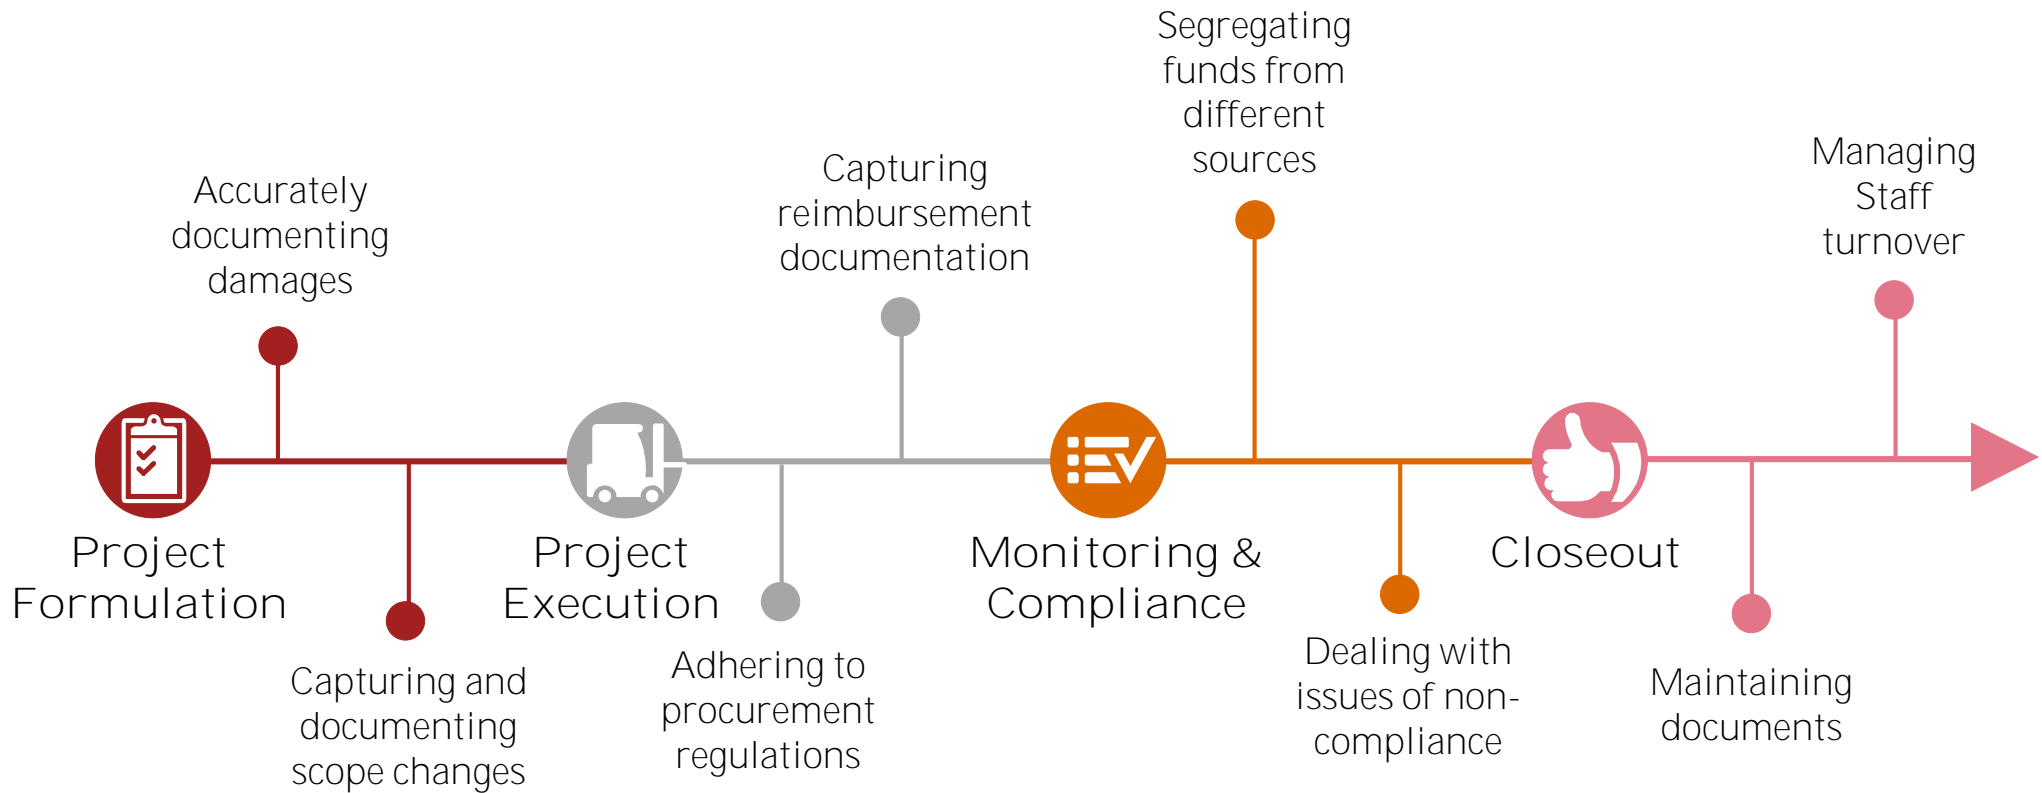 Project
Formulation
Accurately
documenting
damages
Capturing and
documenting
scope changes
Project
Execution
Adhering to
procurement
regulations
Capturing
reimbursement
documentation
Monitoring &
Compliance
Segregating
funds from
different
sources
Dealing with
issues of non-
compliance
Closeout
Maintaining
documents
Managing
Staff
turnover